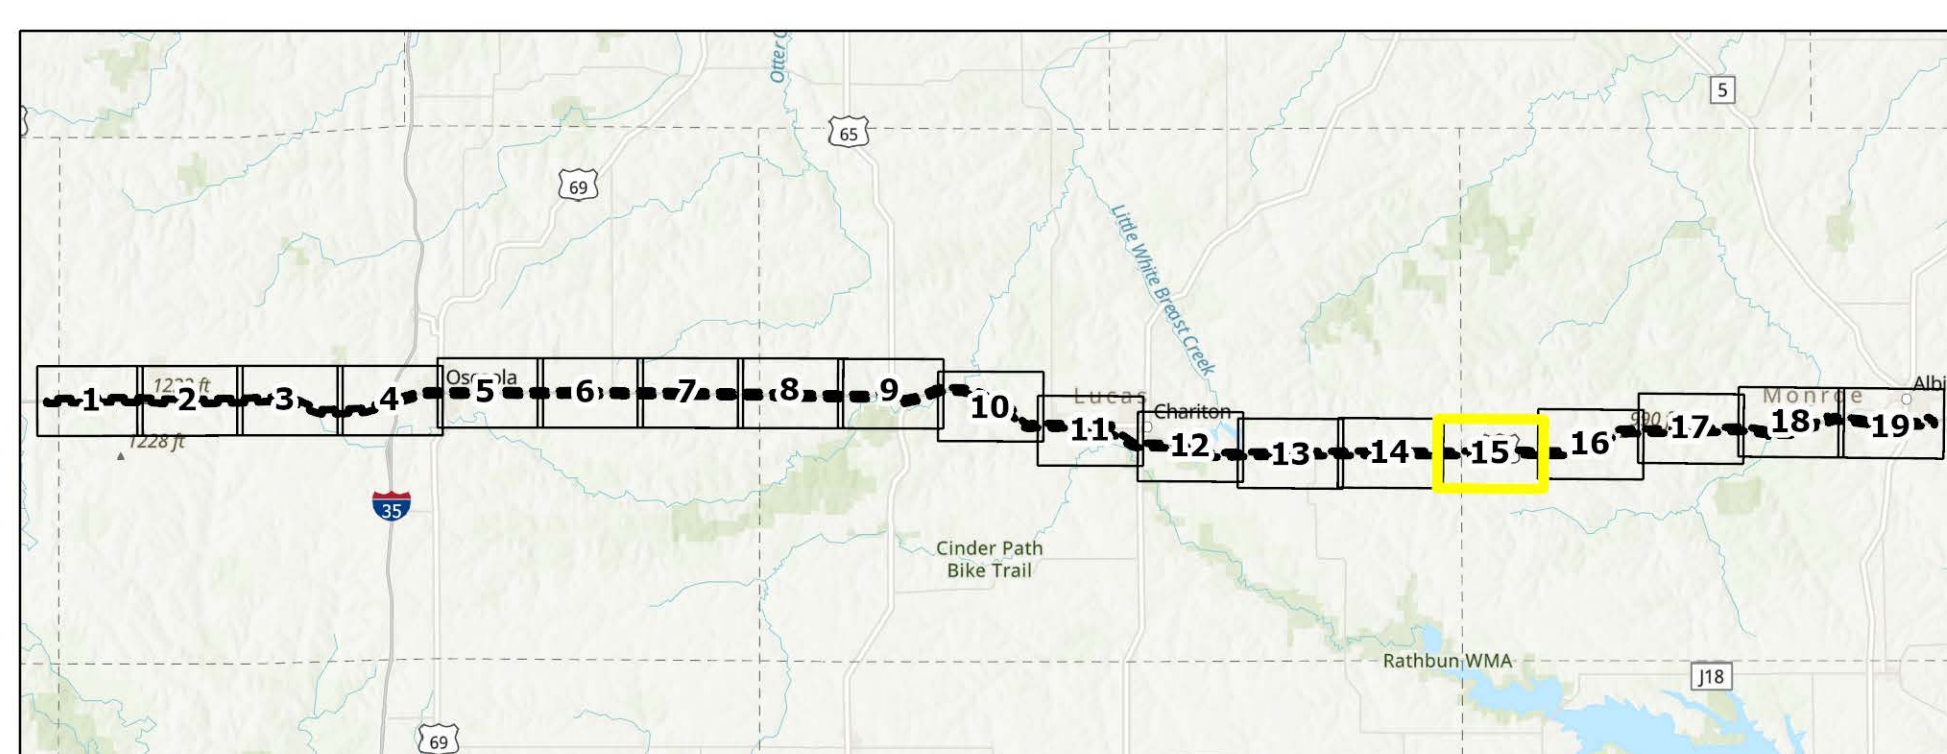 Otter C
5
65
69
Little White Breast Creek
1 2 3 4 5 6 7 8 9 10 11 12 13 14 15 16 17 18 19
1228 ft
Lucas
Chariton
Monroe
Albi
35
Cinder Path
Bike Trail
Rathbun WMA
J18
69